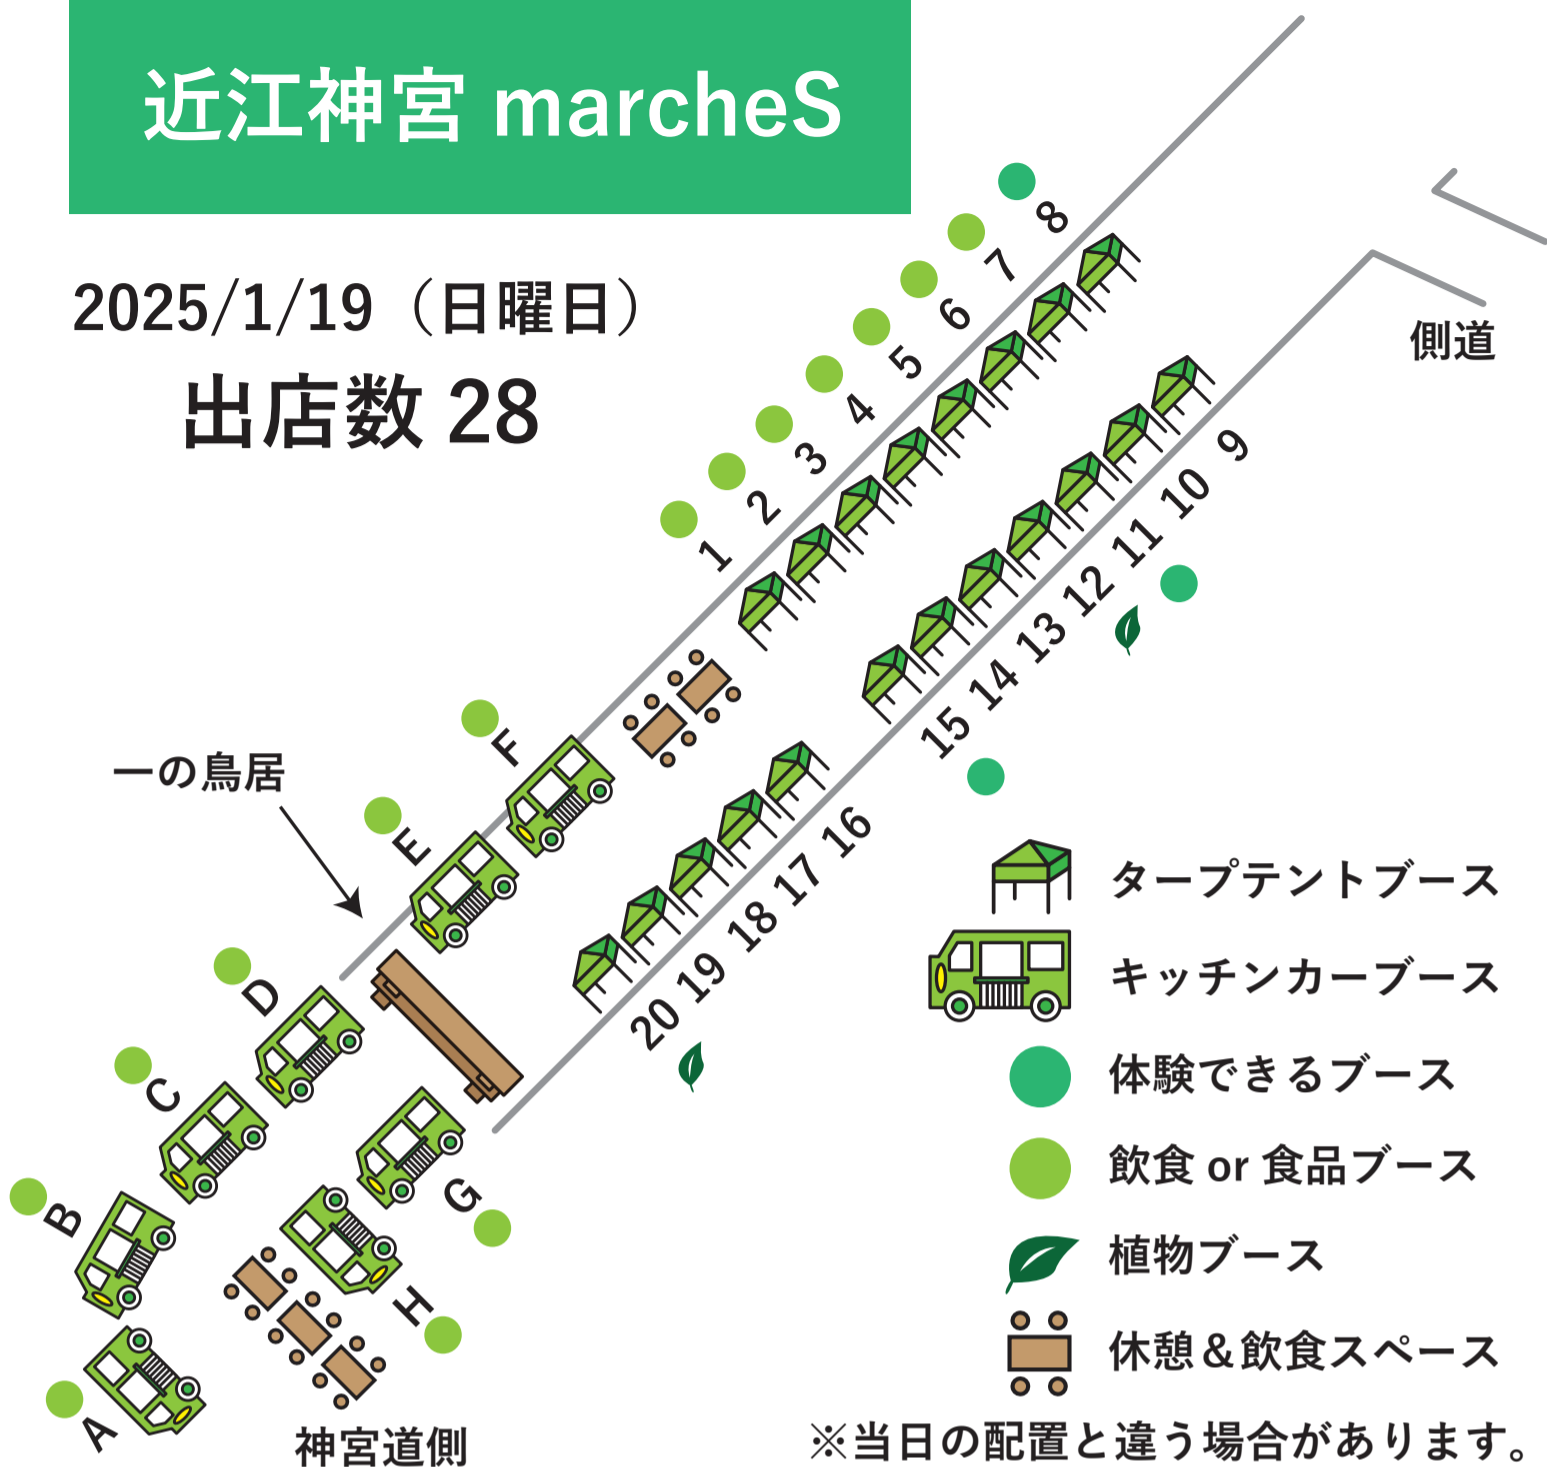 近江神宮 marcheS
2025/1/19（日曜日）
出店数 28
側道
8
7
6
5
4
3
2
1
9
10
11
12
13
14
15
16
17
18
19
20
F
E
一の鳥居
D
C
B
A
G
H
神宮道側
タープテントブース
キッチンカーブース
体験できるブース
飲食 or 食品ブース
植物ブース
休憩＆飲食スペース
※当日の配置と違う場合があります。